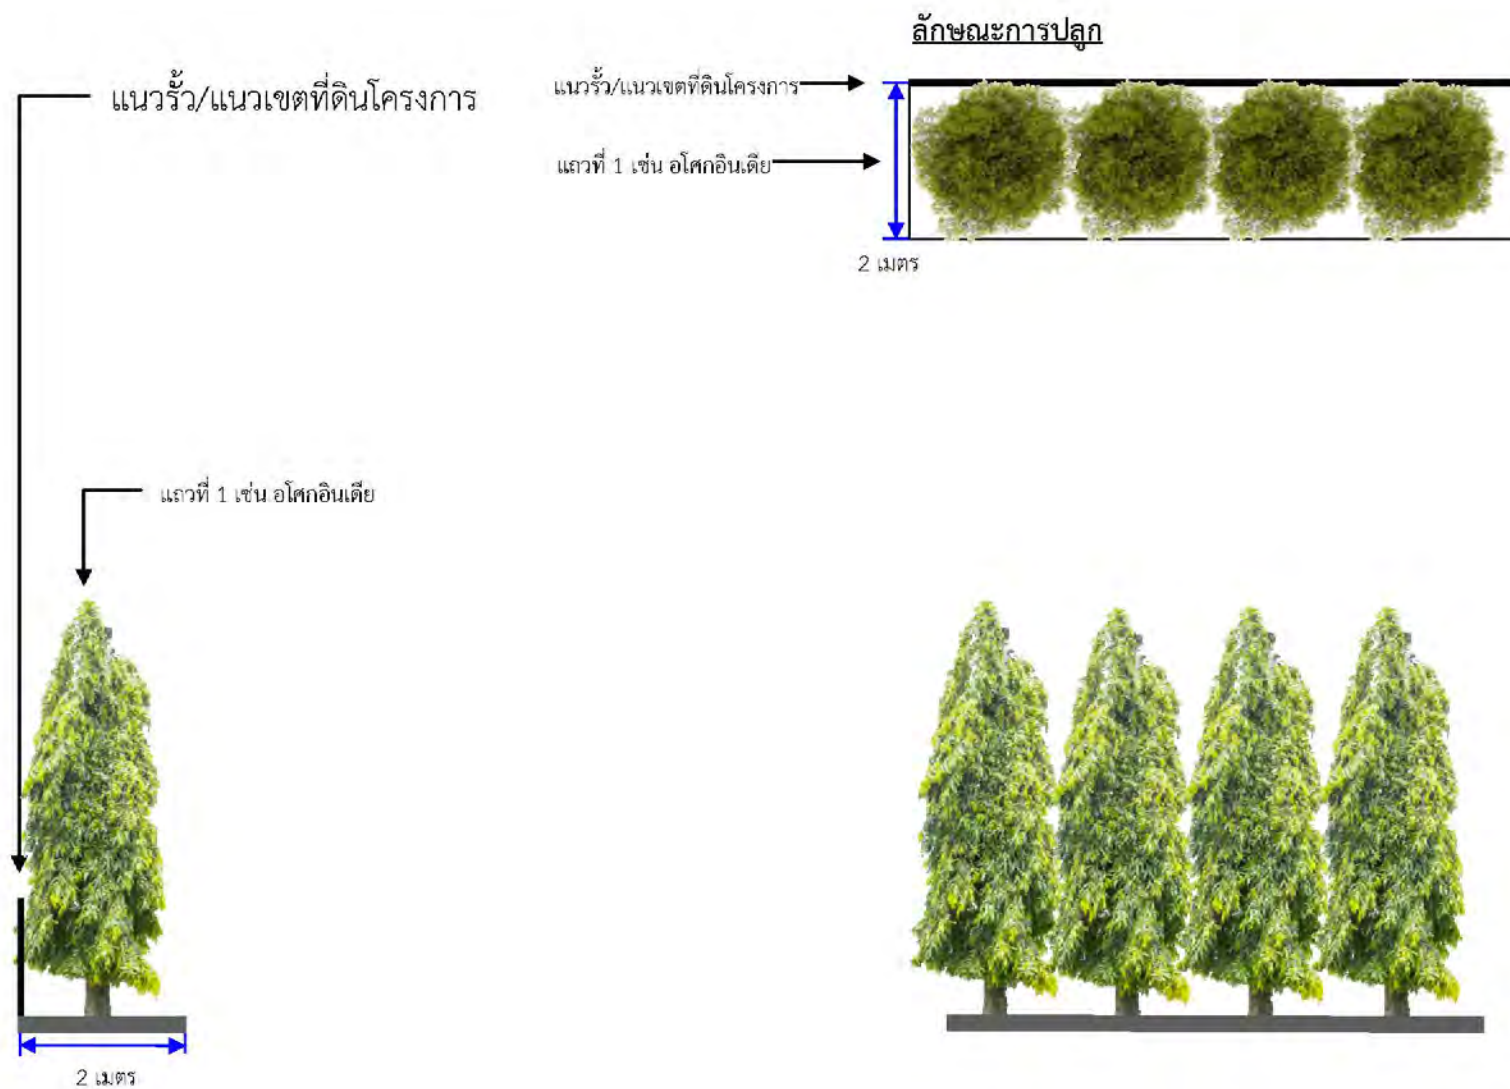 ลักษณะการปลูก
แนวรั้ว/แนวเขตที่ดินโครงการ
แนวรั้ว/แนวเขตที่ดินโครงการ
แถวที่ 1 เช่น อโศกอินเดีย
2 เมตร
แถวที่ 1 เช่น อโศกอินเดีย
2 เมตร